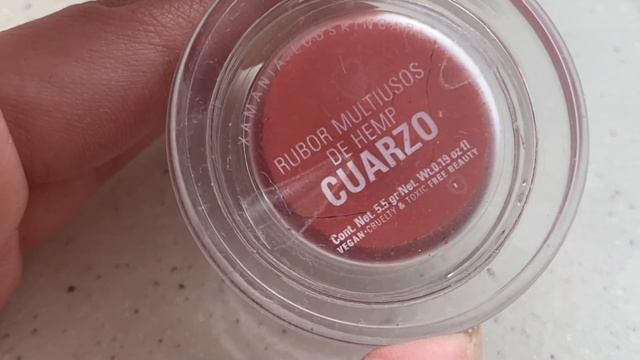 XAMANIA
RUBOR MULTIUSOS
DE HEMP
CUARZO
Cont. Net. 5.5 gr Net. Wt.0.19 oz fl
VEGAN·CRUELTY & TOXIC FREE BEAUTY